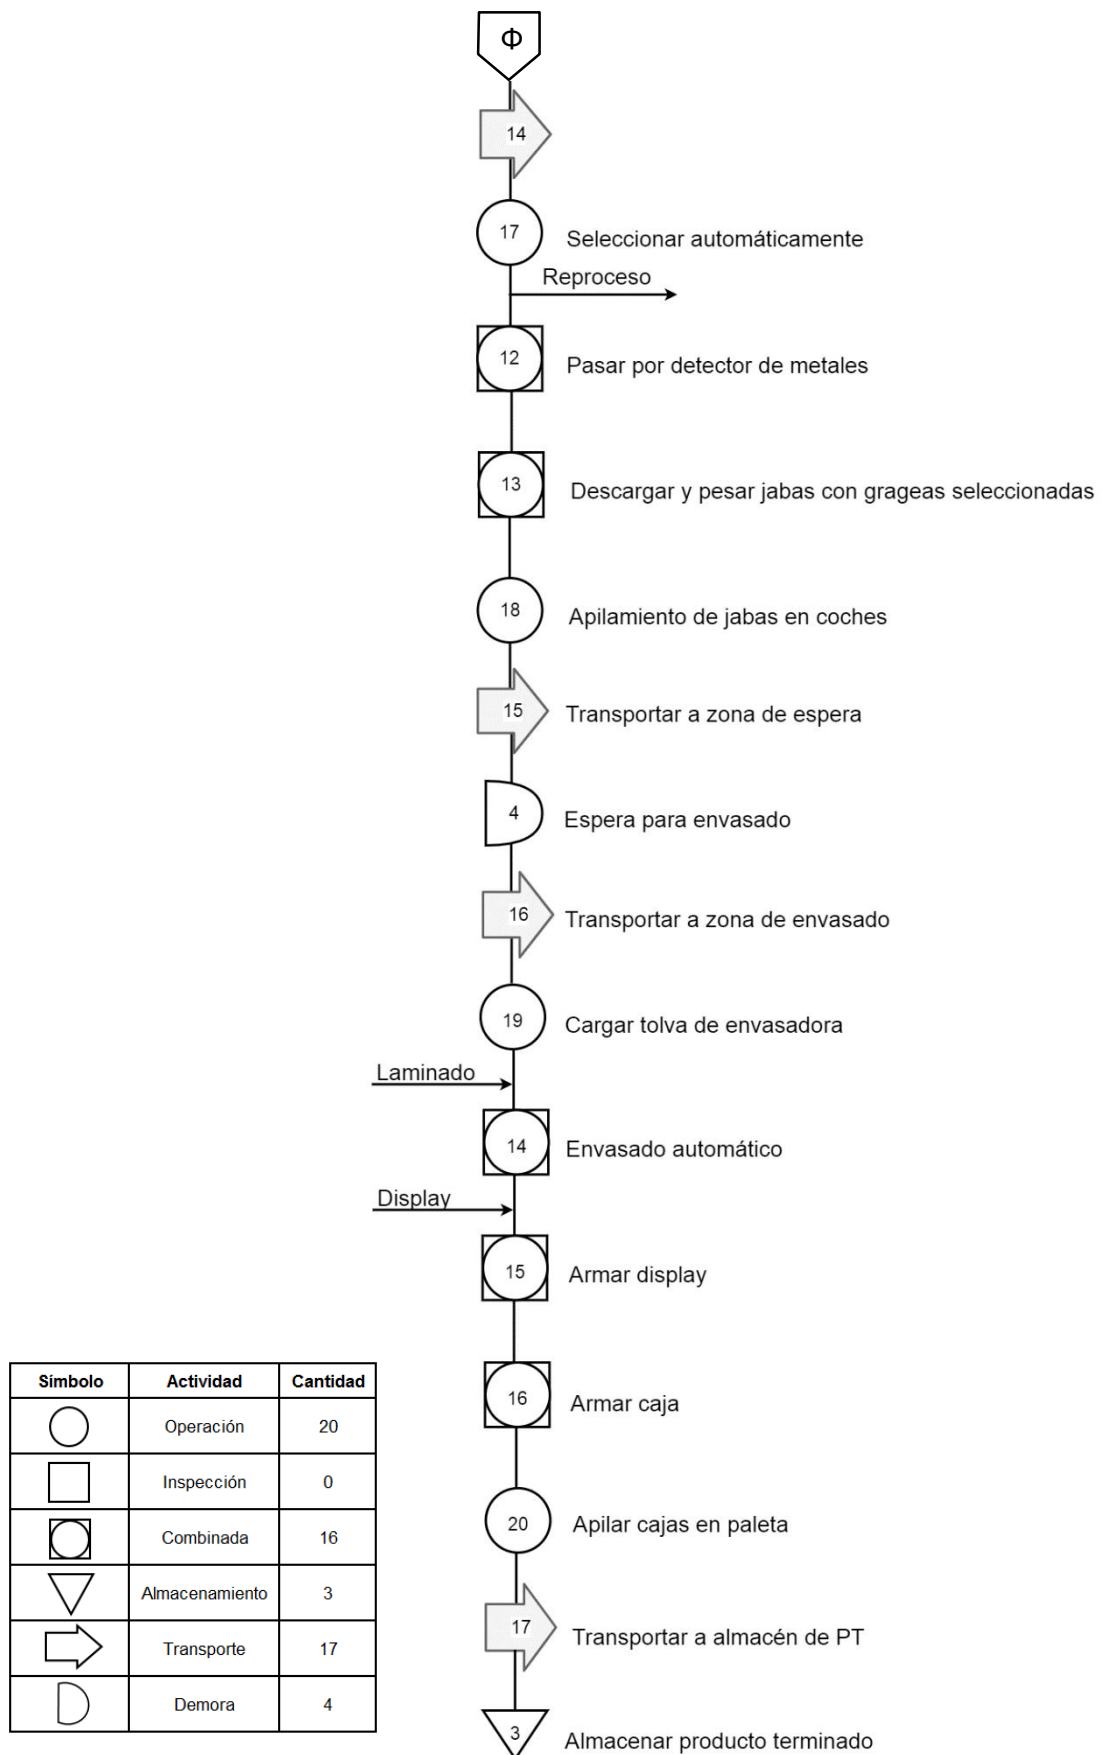 Φ
14
17
Seleccionar automáticamente
Reproceso
12
Pasar por detector de metales
13
Descargar y pesar jabas con grageas seleccionadas
18
Apilamiento de jabas en coches
15
Transportar a zona de espera
4
Espera para envasado
16
Transportar a zona de envasado
19
Cargar tolva de envasadora
Laminado
14
Envasado automático
Display
15
Armar display
16
Armar caja
20
Apilar cajas en paleta
17
Transportar a almacén de PT
3
Almacenar producto terminado
Símbolo Actividad Cantidad
Operación 20
Inspección 0
Combinada 16
Almacenamiento 3
Transporte 17
Demora 4